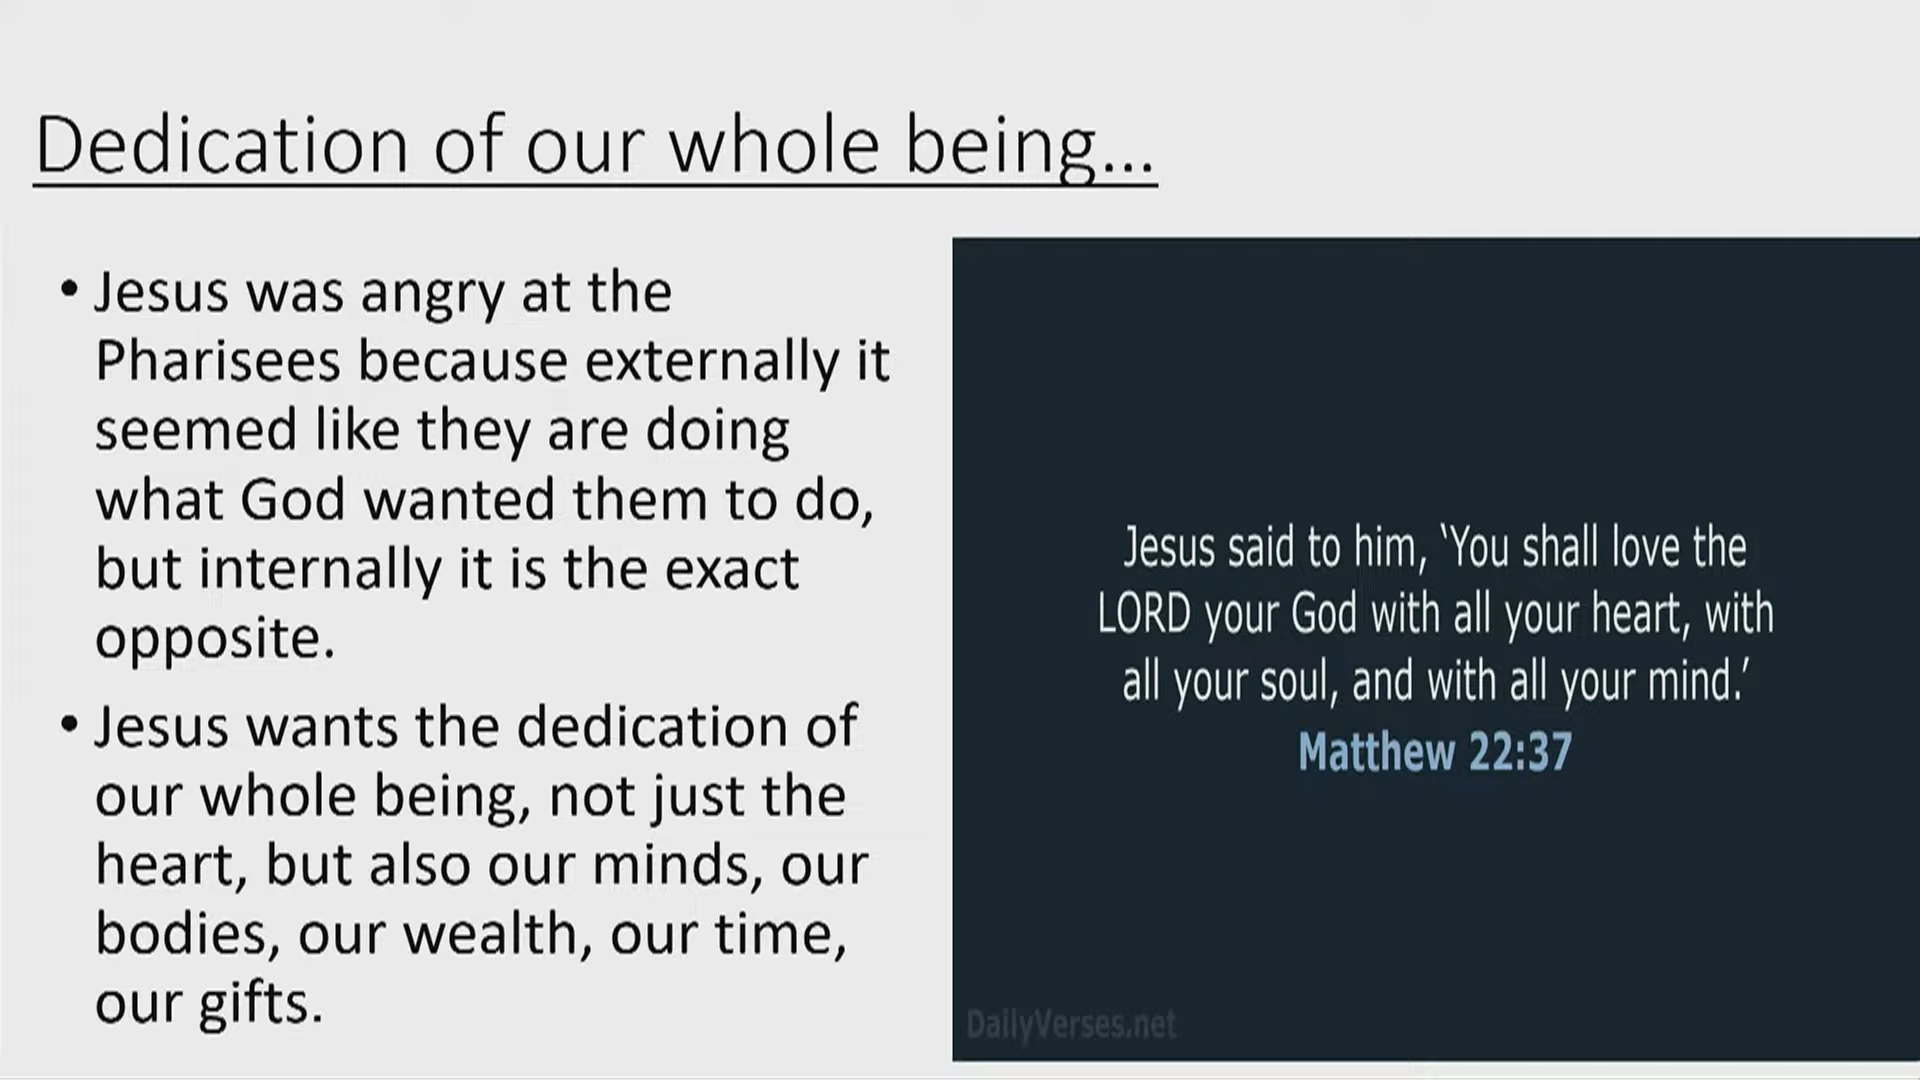 Dedication of our whole being...
• Jesus was angry at the
Pharisees because externally it
seemed like they are doing
what God wanted them to do,
but internally it is the exact
opposite.
• Jesus wants the dedication of
our whole being, not just the
heart, but also our minds, our
bodies, our wealth, our time,
our gifts.
Jesus said to him, ‘You shall love the
LORD your God with all your heart, with
all your soul, and with all your mind.’
Matthew 22:37
DailyVerses.net